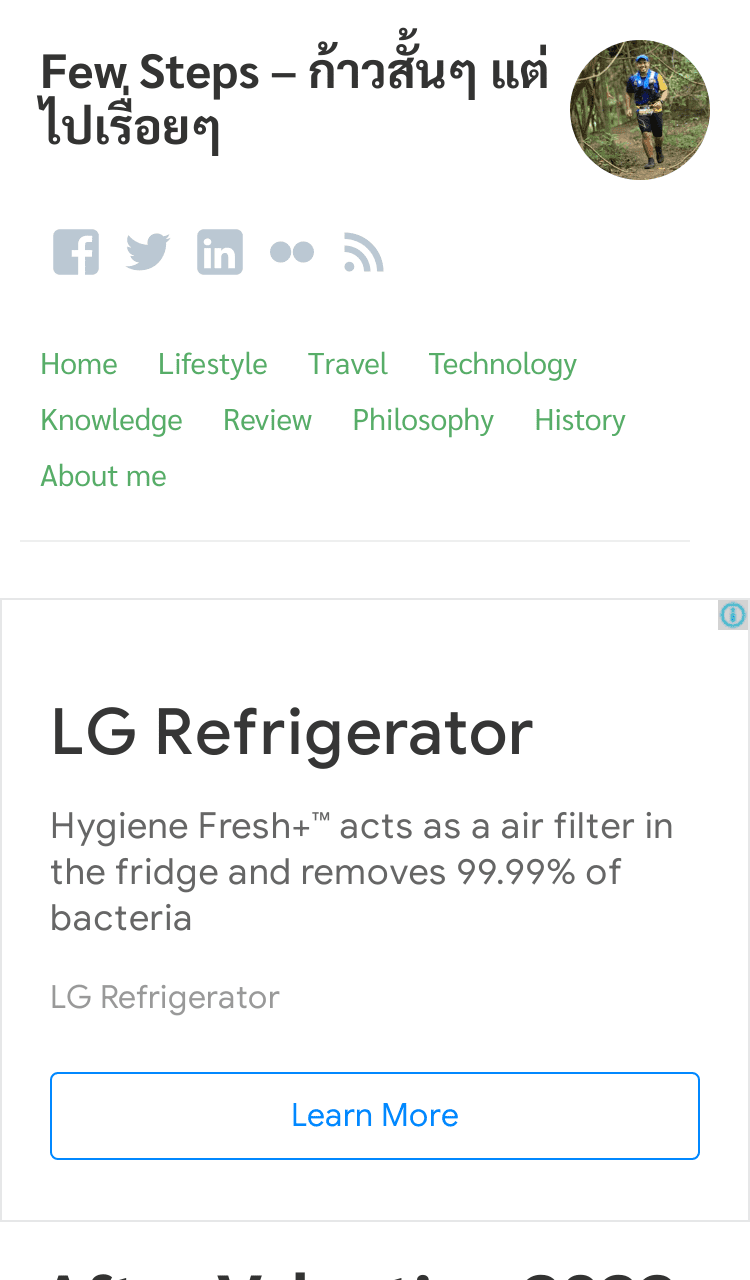 Few Steps – ก้าวสั้นๆ แต่
ไปเรื่อยๆ
Home Lifestyle Travel Technology
Knowledge Review Philosophy History
About me
LG Refrigerator
Hygiene Fresh+™ acts as a air filter in
the fridge and removes 99.99% of
bacteria
LG Refrigerator
Learn More